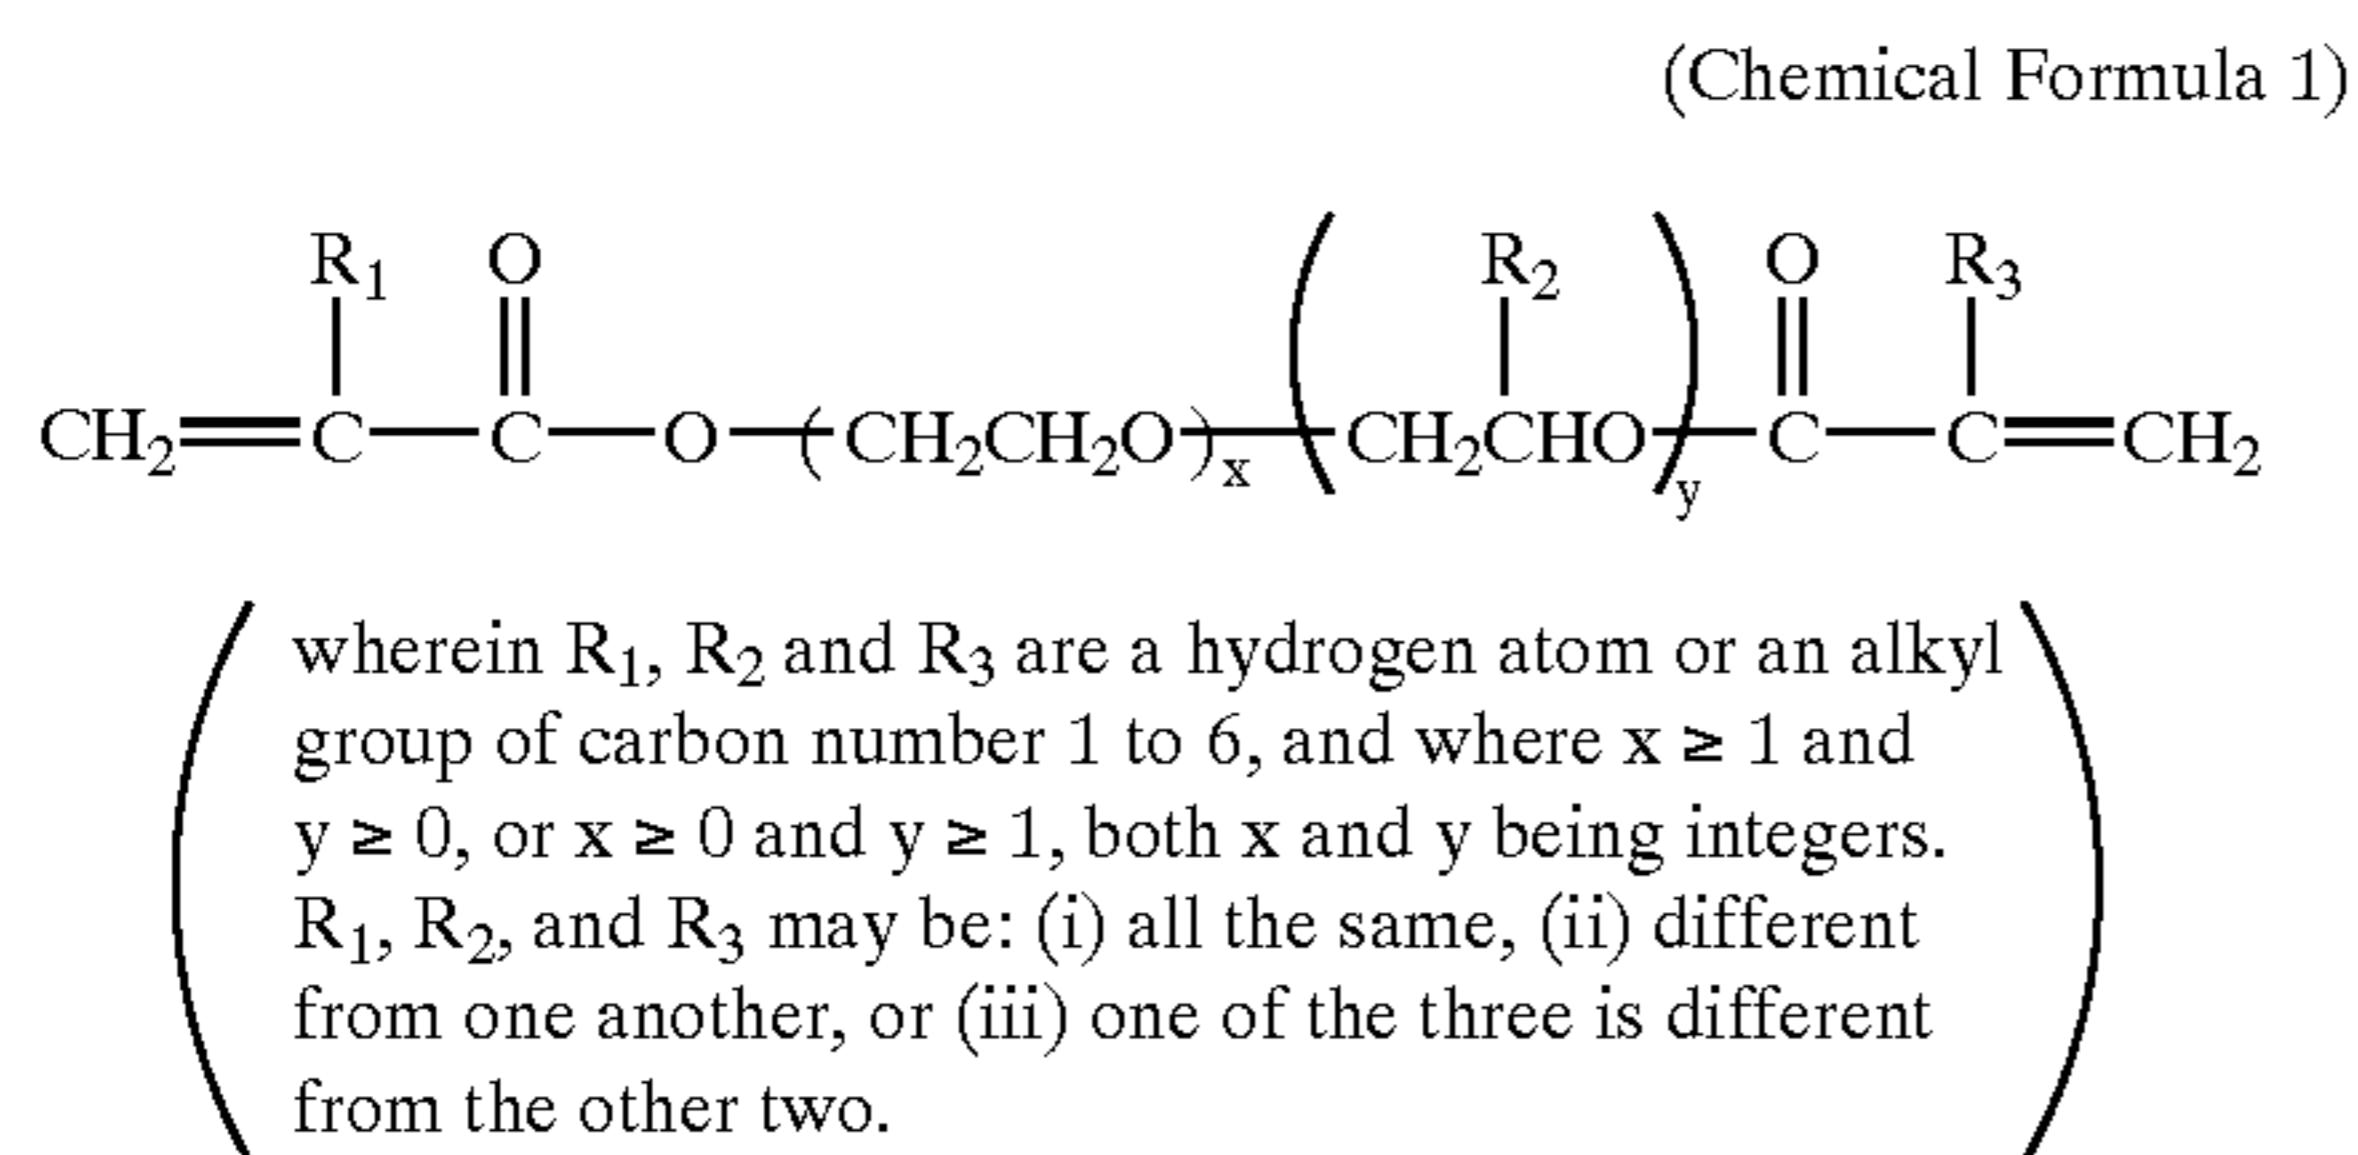 (Chemical Formula 1)
R₁ O R₂ O R₃
CH₂=C—C—O—(CH₂CH₂O)ₓ—(CH₂CHO)y—C—C=CH₂
wherein R₁, R₂ and R₃ are a hydrogen atom or an alkyl
group of carbon number 1 to 6, and where x ≥ 1 and
y ≥ 0, or x ≥ 0 and y ≥ 1, both x and y being integers.
R₁, R₂, and R₃ may be: (i) all the same, (ii) different
from one another, or (iii) one of the three is different
from the other two.